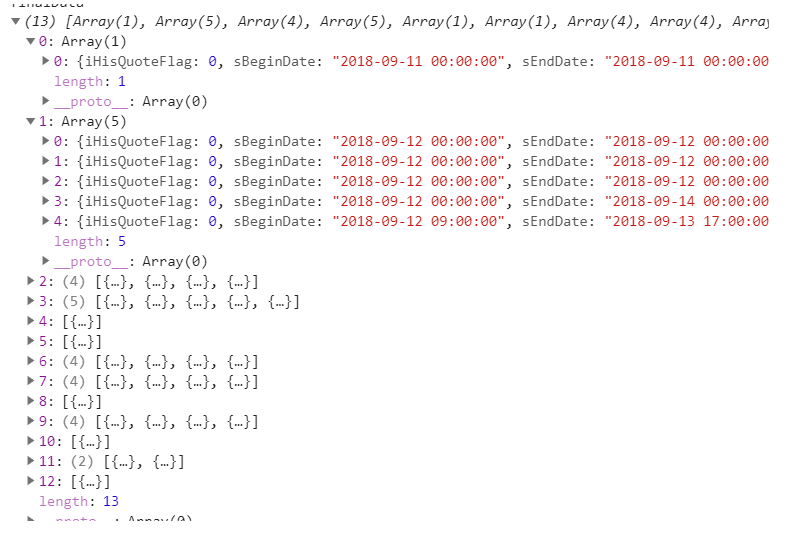 finalData
(13) [Array(1), Array(5), Array(4), Array(5), Array(1), Array(1), Array(4), Array(4), Array
0: Array(1)
0: {iHisQuoteFlag: 0, sBeginDate: "2018-09-11 00:00:00", sEndDate: "2018-09-11 00:00:00
length: 1
__proto__: Array(0)
1: Array(5)
0: {iHisQuoteFlag: 0, sBeginDate: "2018-09-12 00:00:00", sEndDate: "2018-09-12 00:00:00
1: {iHisQuoteFlag: 0, sBeginDate: "2018-09-12 00:00:00", sEndDate: "2018-09-12 00:00:00
2: {iHisQuoteFlag: 0, sBeginDate: "2018-09-12 00:00:00", sEndDate: "2018-09-12 00:00:00
3: {iHisQuoteFlag: 0, sBeginDate: "2018-09-12 00:00:00", sEndDate: "2018-09-14 00:00:00
4: {iHisQuoteFlag: 0, sBeginDate: "2018-09-12 09:00:00", sEndDate: "2018-09-13 17:00:00
length: 5
__proto__: Array(0)
2: (4) [{…}, {…}, {…}, {…}]
3: (5) [{…}, {…}, {…}, {…}, {…}]
4: [{…}]
5: [{…}]
6: (4) [{…}, {…}, {…}, {…}]
7: (4) [{…}, {…}, {…}, {…}]
8: [{…}]
9: (4) [{…}, {…}, {…}, {…}]
10: [{…}]
11: (2) [{…}, {…}]
12: [{…}]
length: 13
__proto__: Array(0)